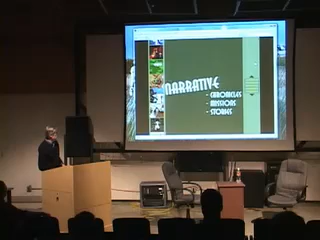 NARRATIVE
- CHRONICLES
- MISSIONS
- STORIES